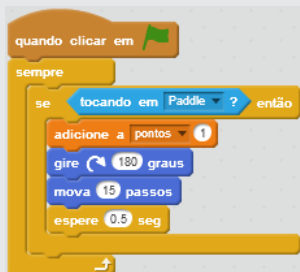 quando clicar em
sempre
se tocando em Paddle ? então
adicione a pontos 1
gire 180 graus
mova 15 passos
espere 0.5 seg